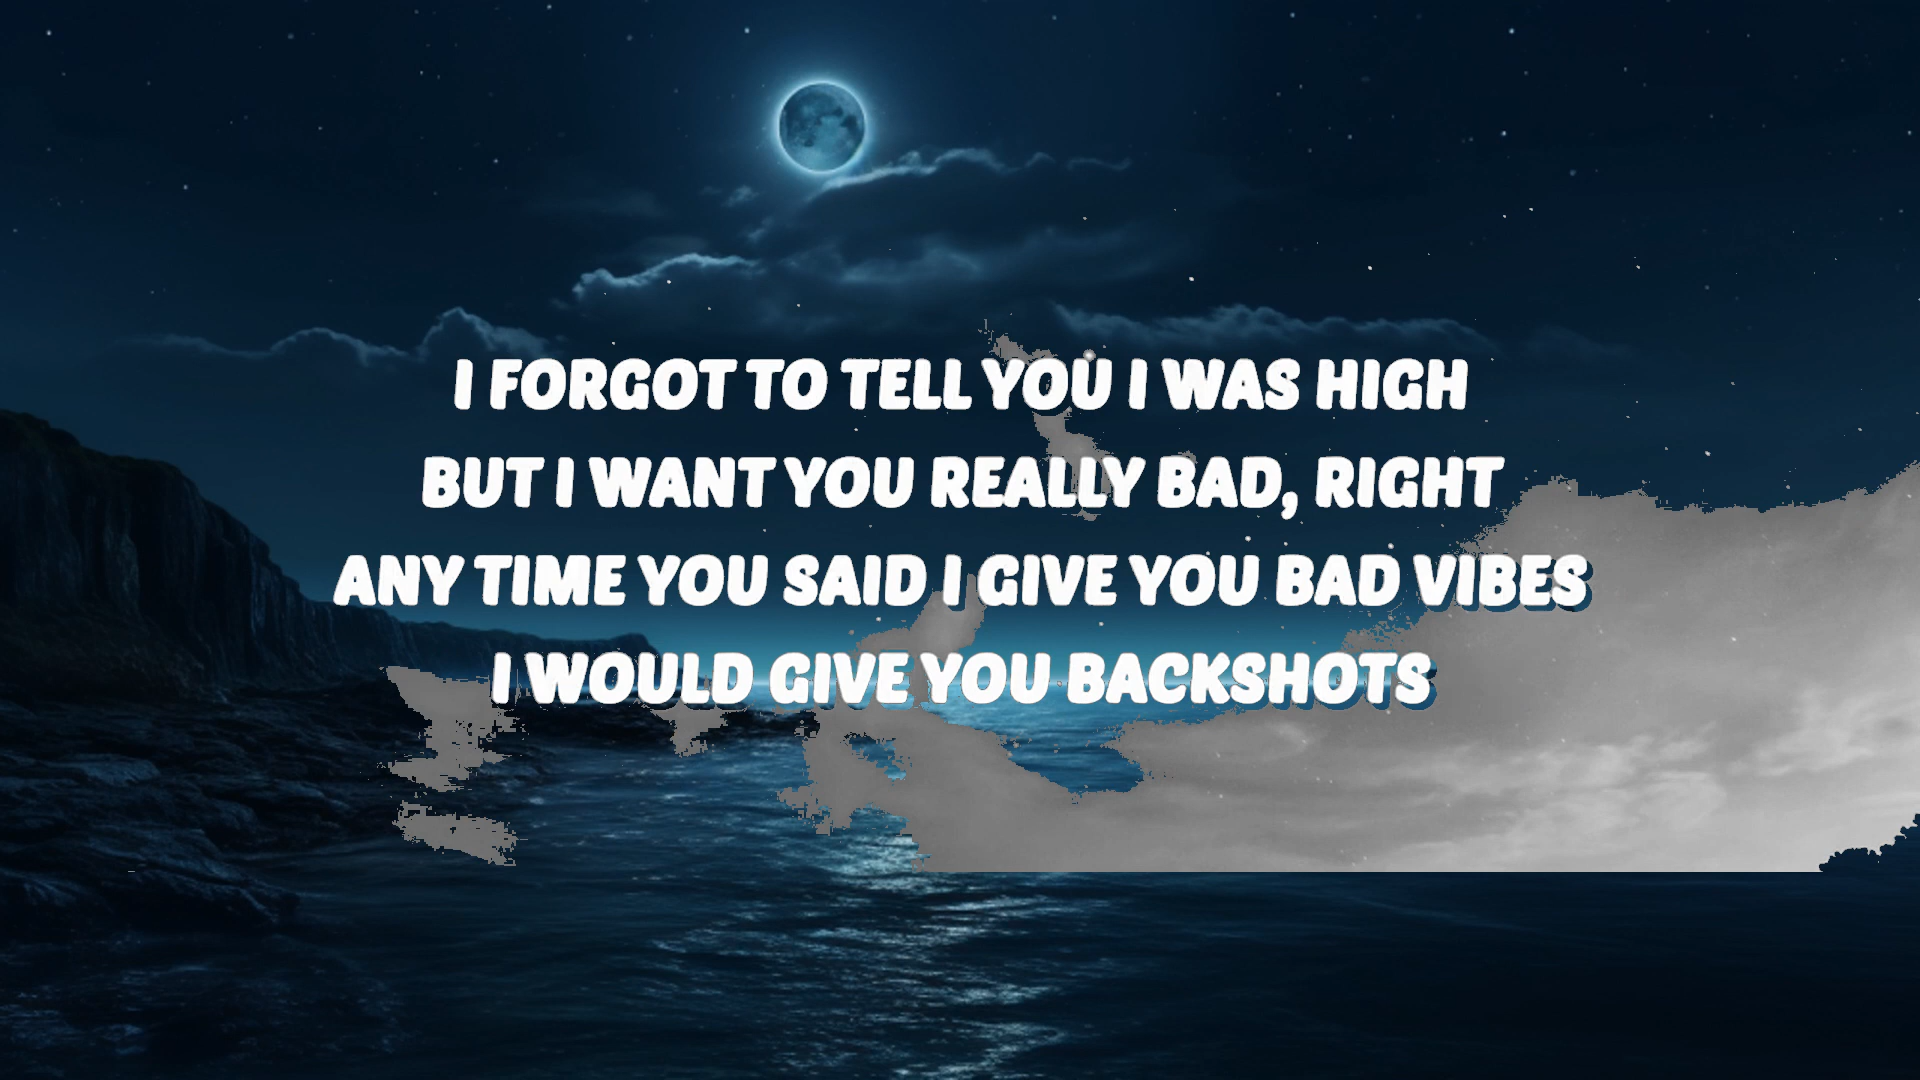 I FORGOT TO TELL YOU I WAS HIGH
BUT I WANT YOU REALLY BAD, RIGHT
ANY TIME YOU SAID I GIVE YOU BAD VIBES
I WOULD GIVE YOU BACKSHOTS